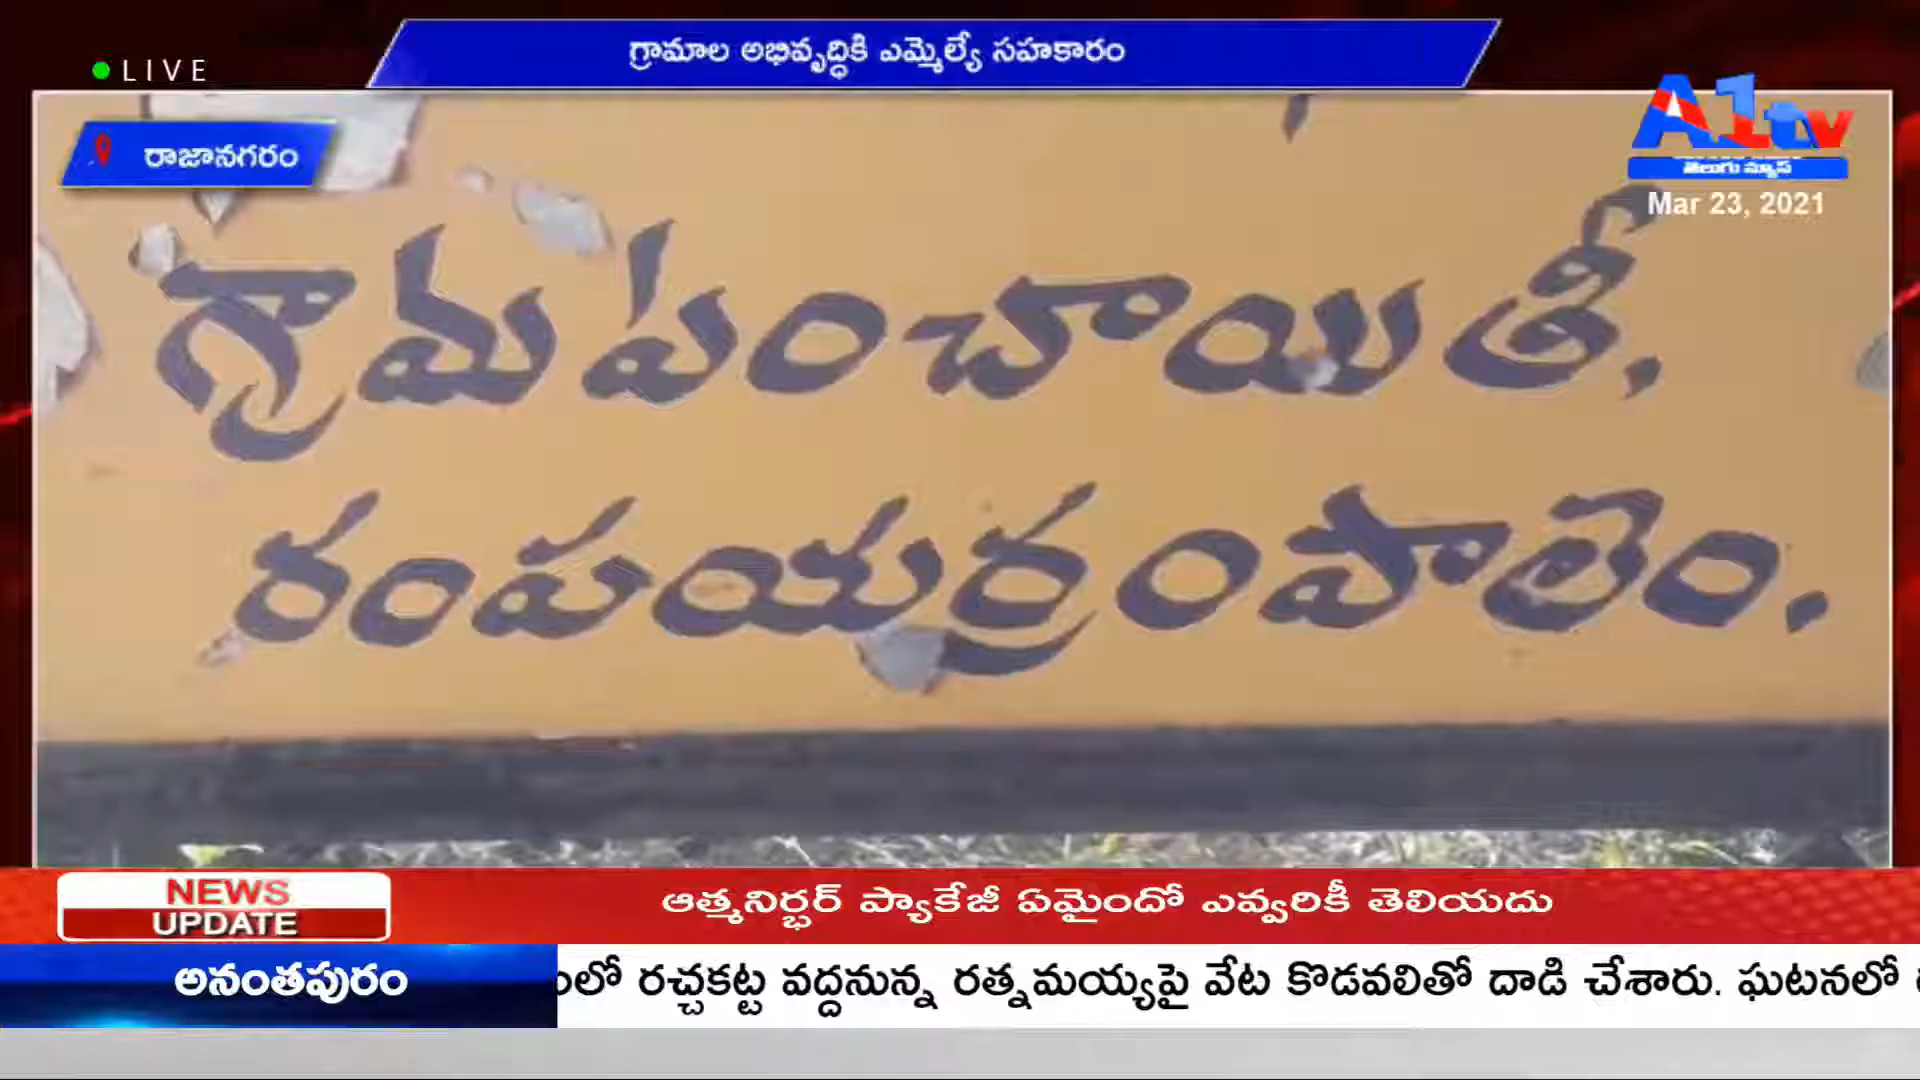 గ్రామాల అభివృద్ధికి ఎమ్మెల్యే సహకారం
LIVE
A1tv
తెలుగు న్యూస్
Mar 23, 2021
రాజానగరం
గ్రామ పంచాయితీ.
రంపయర్రంపాలెం.
NEWS
UPDATE
ఆత్మనిర్భర్ ప్యాకేజీ ఏమైందో ఎవ్వరికీ తెలియదు
అనంతపురం
లో రచ్చకట్ట వద్దనున్న రత్నమయ్యపై వేట కొడవలితో దాడి చేశారు. ఘటనలో